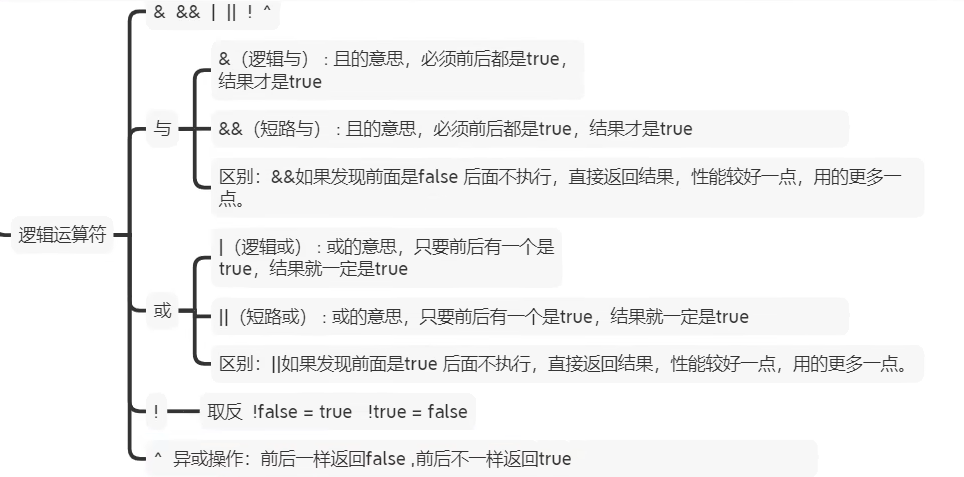 & && | || ! ^
&（逻辑与）：且的意思，必须前后都是true，
结果才是true
与
&&（短路与）：且的意思，必须前后都是true，结果才是true
区别：&&如果发现前面是false 后面不执行，直接返回结果，性能较好一点，用的更多一
点。
逻辑运算符
|（逻辑或）：或的意思，只要前后有一个是
true，结果就一定是true
或
||（短路或）：或的意思，只要前后有一个是true，结果就一定是true
区别：||如果发现前面是true 后面不执行，直接返回结果，性能较好一点，用的更多一点。
!
取反 !false = true !true = false
^ 异或操作：前后一样返回false ,前后不一样返回true